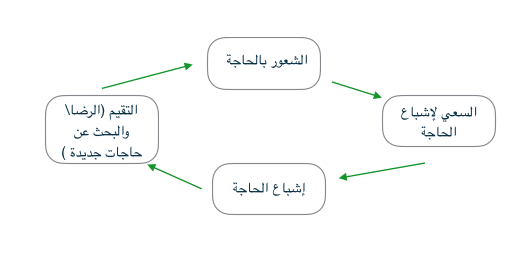 الشعور بالحاجة
السعي لإشباع
الحاجة
إشباع الحاجة
التقيم (الرضا\
والبحث عن
حاجات جديدة )